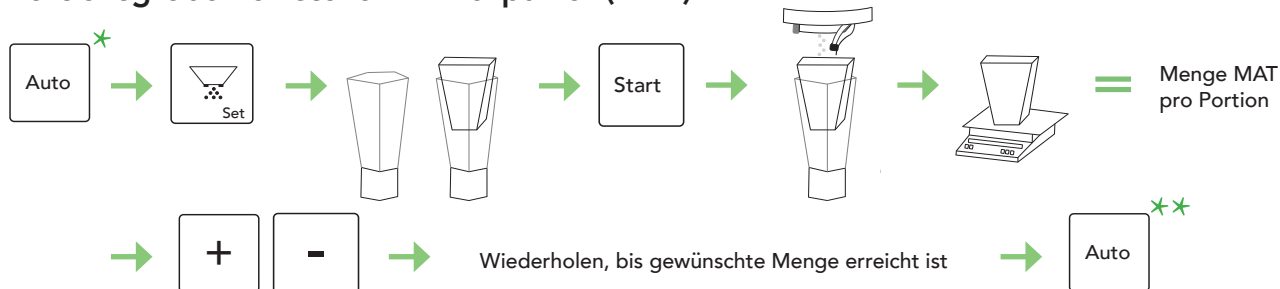 Auto
Set
Start
Menge MAT
pro Portion
+
-
Wiederholen, bis gewünschte Menge erreicht ist
Auto